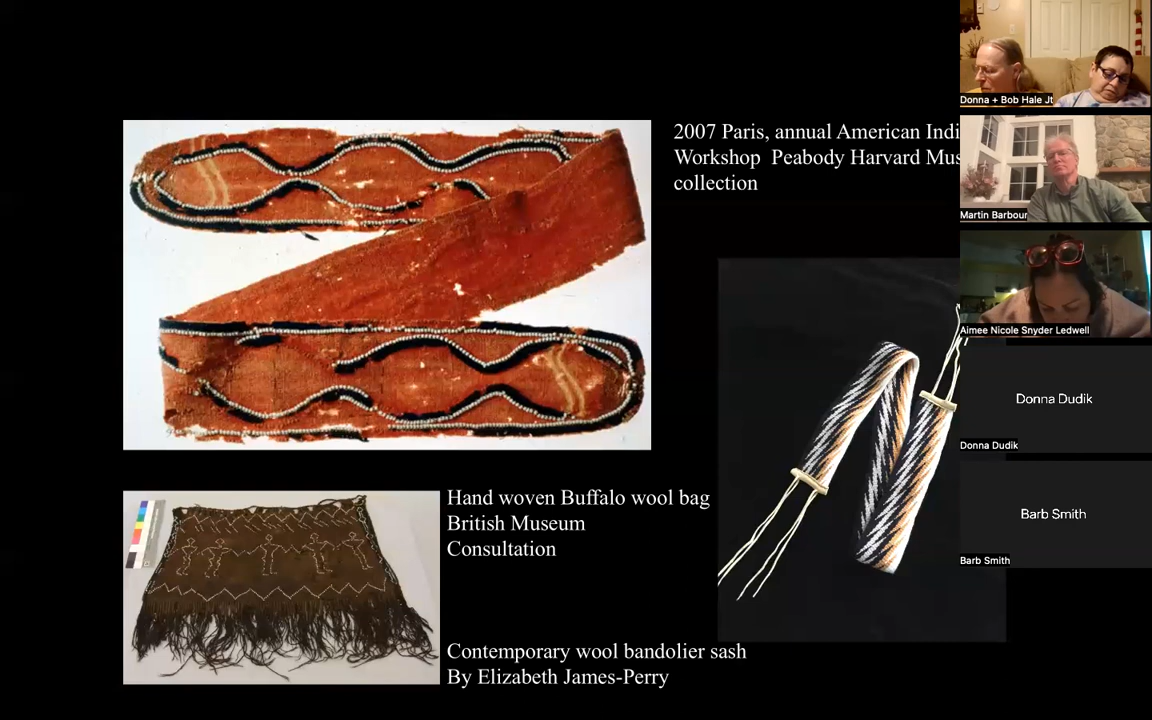 2007 Paris, annual American Indi
Workshop  Peabody Harvard Mus
collection
Hand woven Buffalo wool bag
British Museum
Consultation
Contemporary wool bandolier sash
By Elizabeth James-Perry
Donna + Bob Hale Jt
Martin Barbour
Aimee Nicole Snyder Ledwell
Donna Dudik
Donna Dudik
Barb Smith
Barb Smith